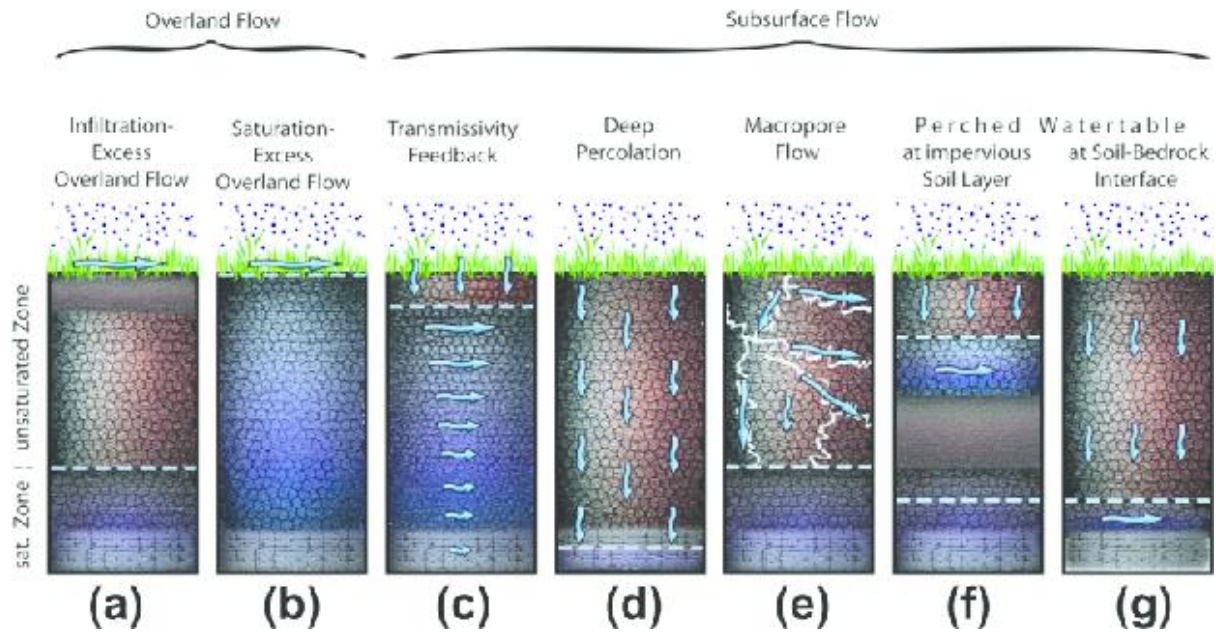 Overland Flow
Subsurface Flow
Infiltration-
Excess
Overland Flow
Saturation-
Excess
Overland Flow
Transmissivity
Feedback
Deep
Percolation
Macropore
Flow
Perched Watertable
at impervious
Soil Layer
at Soil-Bedrock
Interface
unsaturated Zone
sat. Zone
(a)
(b)
(c)
(d)
(e)
(f)
(g)